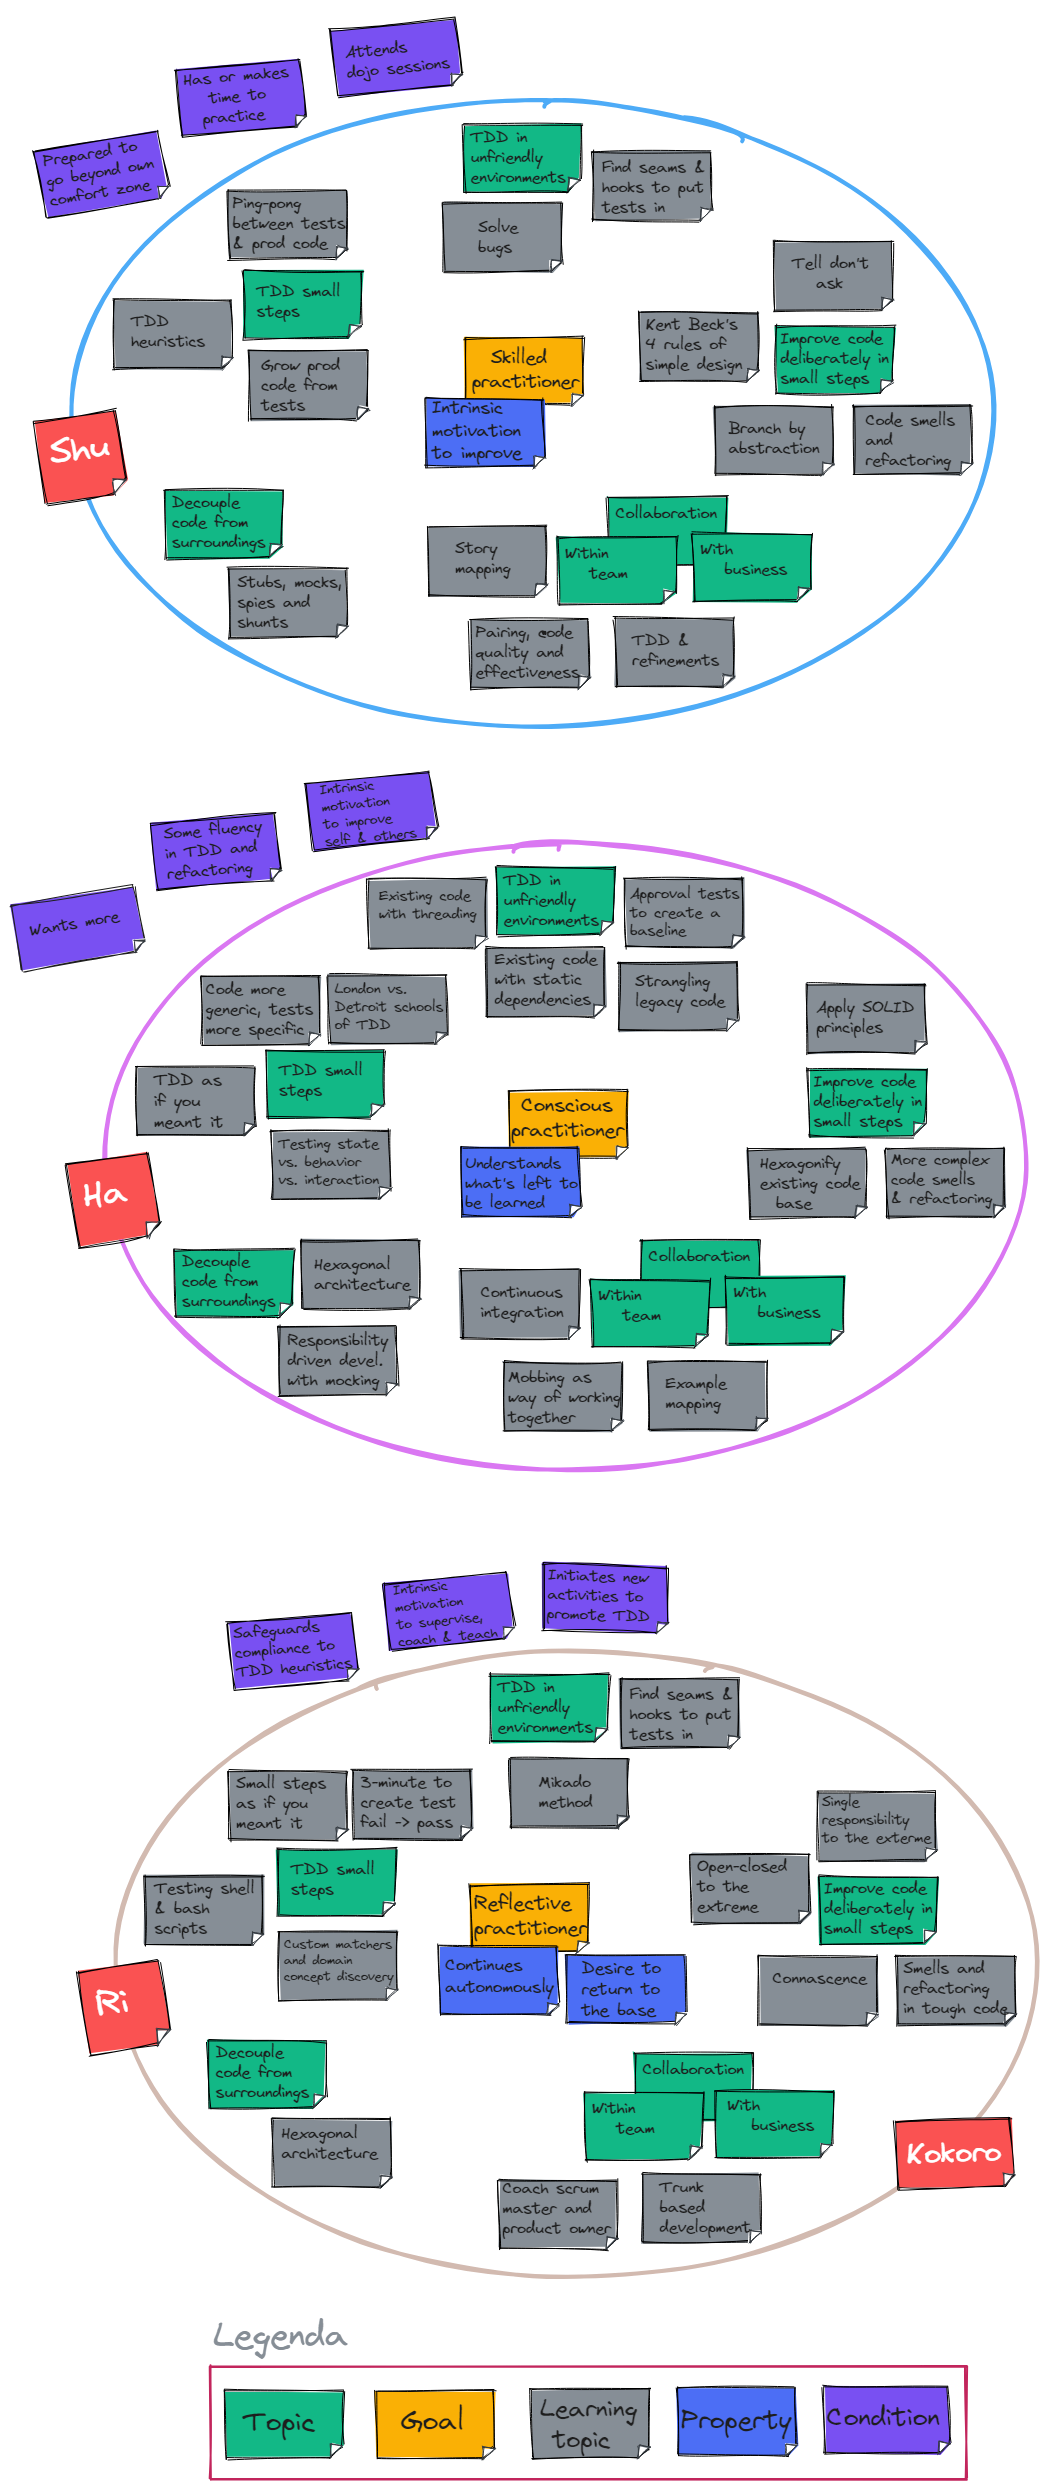 Attends
dojo sessions
Has or makes
time to
practice
Prepared to
go beyond own
comfort zone
TDD in
unfriendly
environments
Find seams &
hooks to put
tests in
Solve
bugs
Ping-pong
between tests
& prod code
TDD small
steps
TDD
heuristics
Grow prod
code from
tests
Tell don't
ask
Kent Beck's
4 rules of
simple design
Improve code
deliberately in
small steps
Branch by
abstraction
Code smells
and
refactoring
Skilled
practitioner
Intrinsic
motivation
to improve
Shu
Decouple
code from
surroundings
Stubs, mocks,
spies and
shunts
Collaboration
Within
team
With
business
Story
mapping
Pairing, code
quality and
effectiveness
TDD &
refinements
Intrinsic
motivation
to improve
self & others
Some fluency
in TDD and
refactoring
Wants more
Existing code
with threading
TDD in
unfriendly
environments
Approval tests
to create a
baseline
Existing code
with static
dependencies
Strangling
legacy code
Code more
generic, tests
more specific
London vs.
Detroit schools
of TDD
TDD as
if you
meant it
TDD small
steps
Testing state
vs. behavior
vs. interaction
Apply SOLID
principles
Improve code
deliberately in
small steps
Hexagonify
existing code
base
More complex
code smells
& refactoring
Conscious
practitioner
Understands
what's left to
be learned
Ha
Decouple
code from
surroundings
Hexagonal
architecture
Responsibility
driven devel.
with mocking
Collaboration
Within
team
With
business
Continuous
integration
Mobbing as
way of working
together
Example
mapping
Initiates new
activities to
promote TDD
Intrinsic
motivation
to supervise,
coach & teach
Safeguards
compliance to
TDD heuristics
TDD in
unfriendly
environments
Find seams &
hooks to put
tests in
Mikado
method
Small steps
as if you
meant it
3-minute to
create test
fail -> pass
TDD small
steps
Testing shell
& bash
scripts
Custom matchers
and domain
concept discovery
Single
responsibility
to the exterme
Open-closed
to the
extreme
Improve code
deliberately in
small steps
Connascence
Smells and
refactoring
in tough code
Reflective
practitioner
Continues
autonomously
Desire to
return to
the base
Ri
Decouple
code from
surroundings
Hexagonal
architecture
Collaboration
Within
team
With
business
Kokoro
Coach scrum
master and
product owner
Trunk
based
development
Legenda
Topic
Goal
Learning
topic
Property
Condition